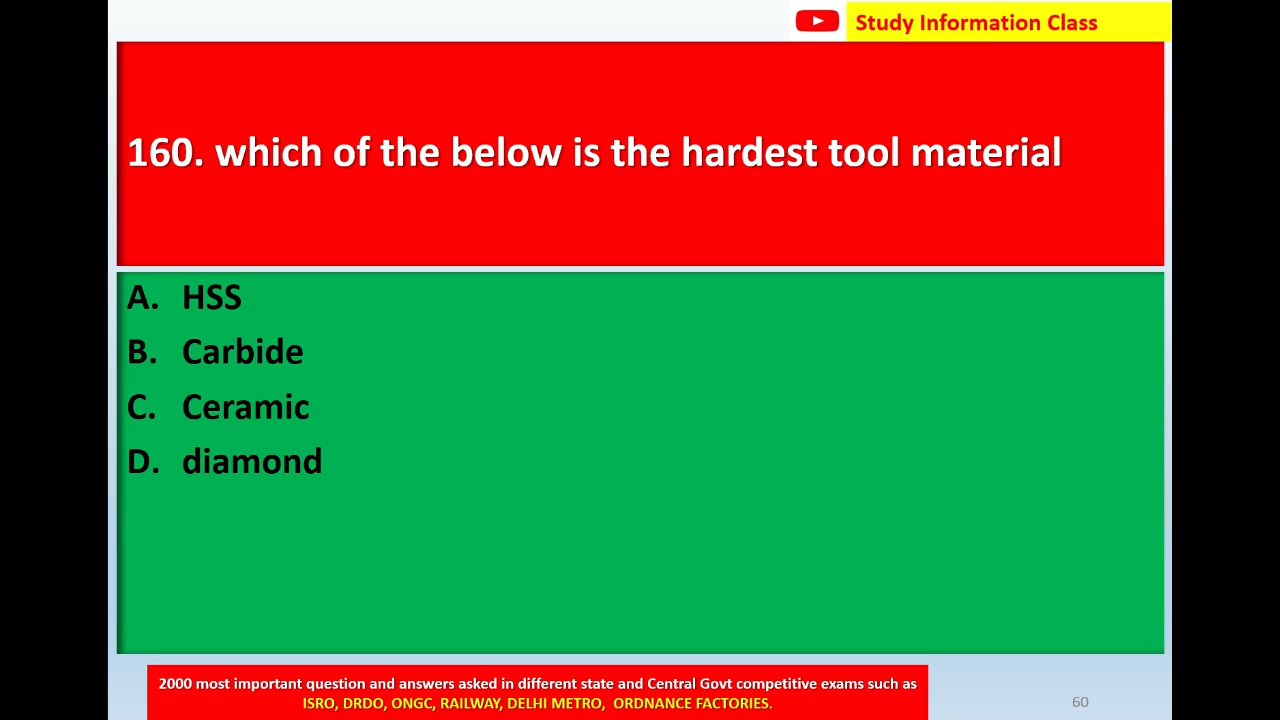 Study Information Class
160. which of the below is the hardest tool material
A. HSS
B. Carbide
C. Ceramic
D. diamond
2000 most important question and answers asked in different state and Central Govt competitive exams such as
ISRO, DRDO, ONGC, RAILWAY, DELHI METRO, ORDNANCE FACTORIES.
60